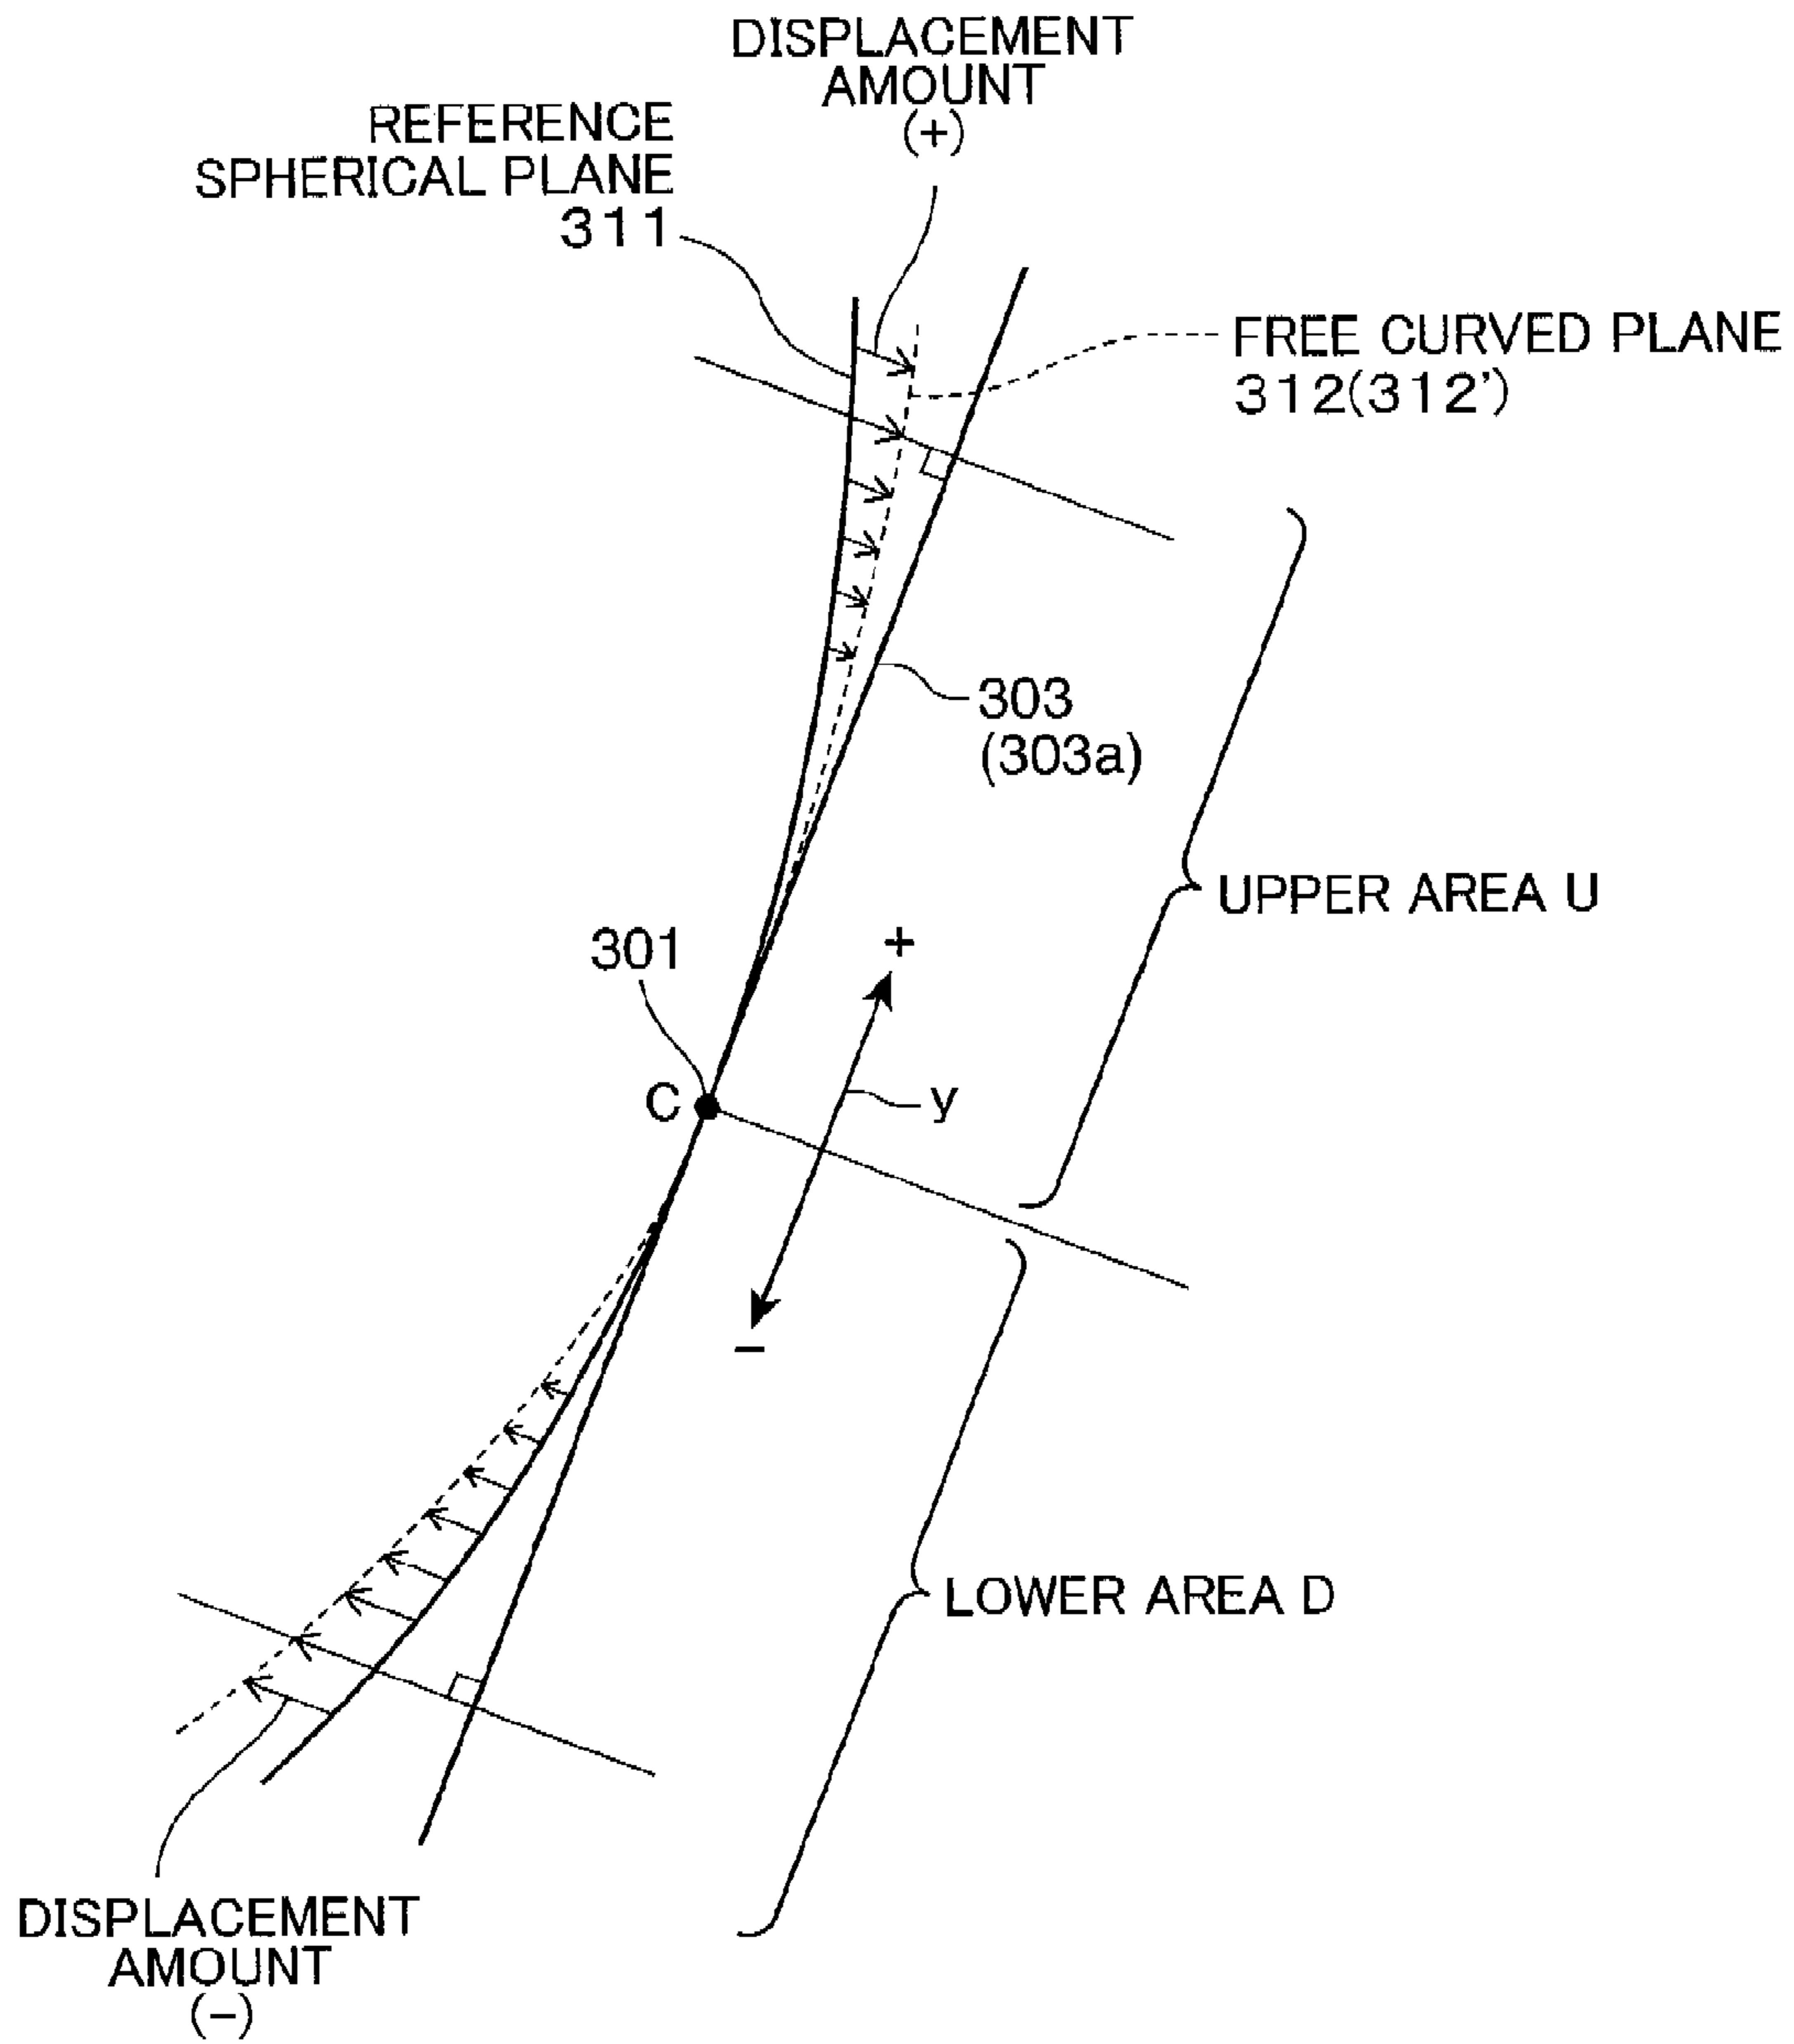 DISPLACEMENT
AMOUNT
(+)
REFERENCE
SPHERICAL PLANE
311
FREE CURVED PLANE
312(312')
303
(303a)
UPPER AREA U
301
+
C
y
−
LOWER AREA D
DISPLACEMENT
AMOUNT
(−)